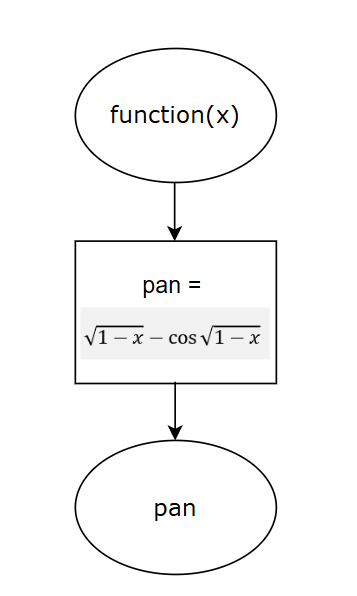 function(x)
pan =
√1 − x − cos √1 − x
pan